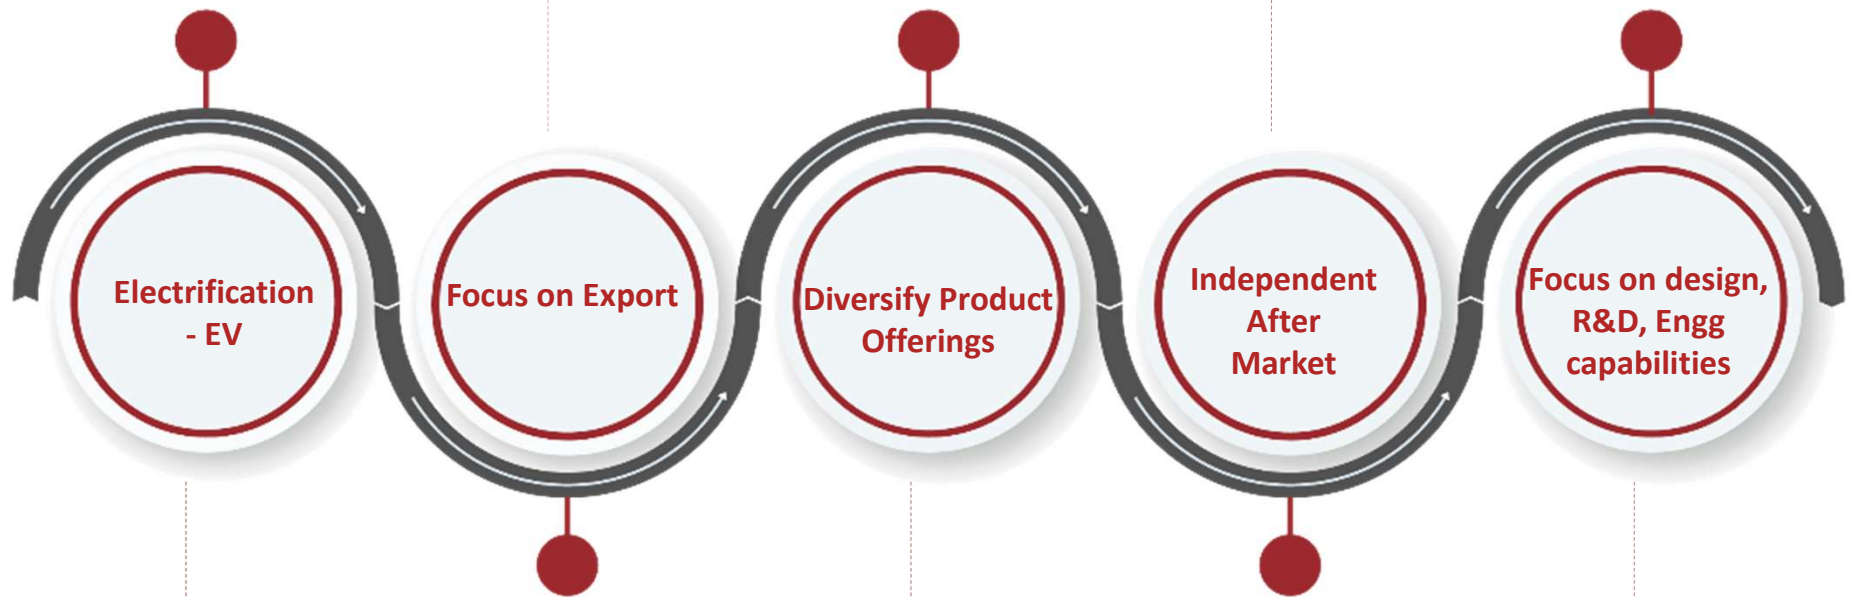 Electrification
- EV
Focus on Export
Diversify Product
Offerings
Independent
After
Market
Focus on design,
R&D, Engg
capabilities